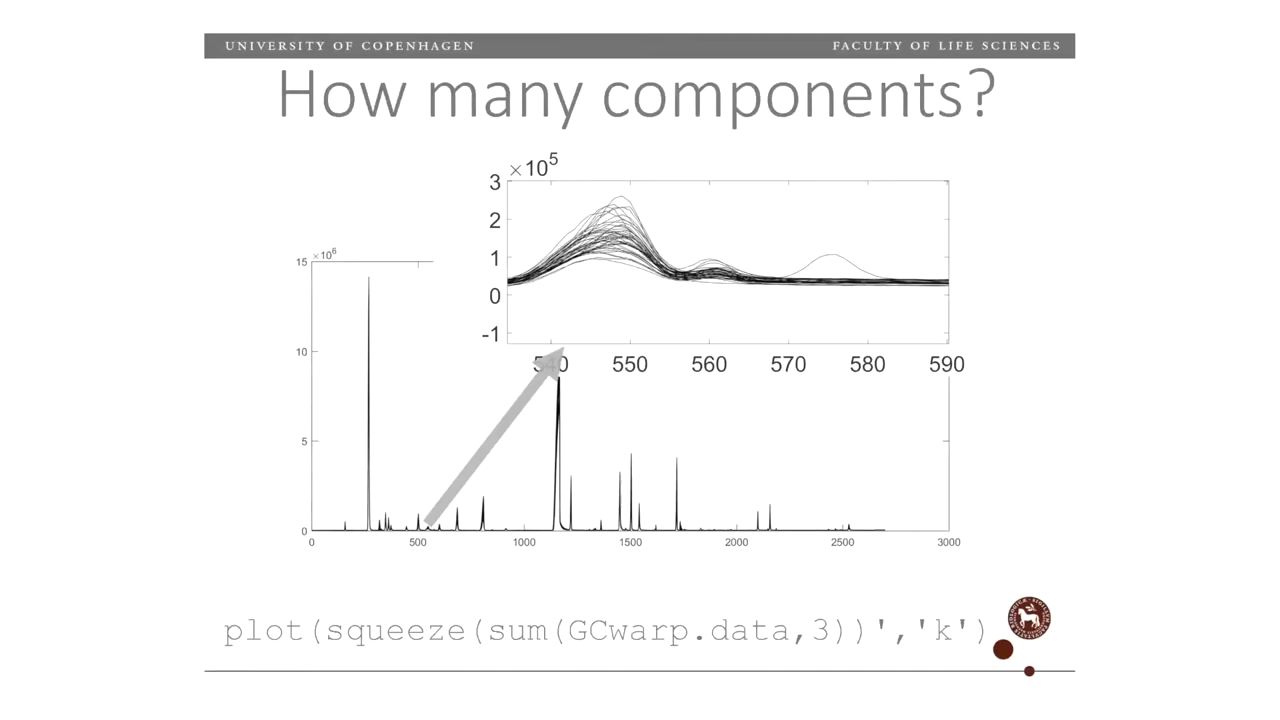 UNIVERSITY OF COPENHAGEN
FACULTY OF LIFE SCIENCES
How many components?
×10^5
3
2
1
0
-1
540 550 560 570 580 590
×10^6
15
10
5
0
0 500 1000 1500 2000 2500 3000
plot(squeeze(sum(GCwarp.data,3))','k')